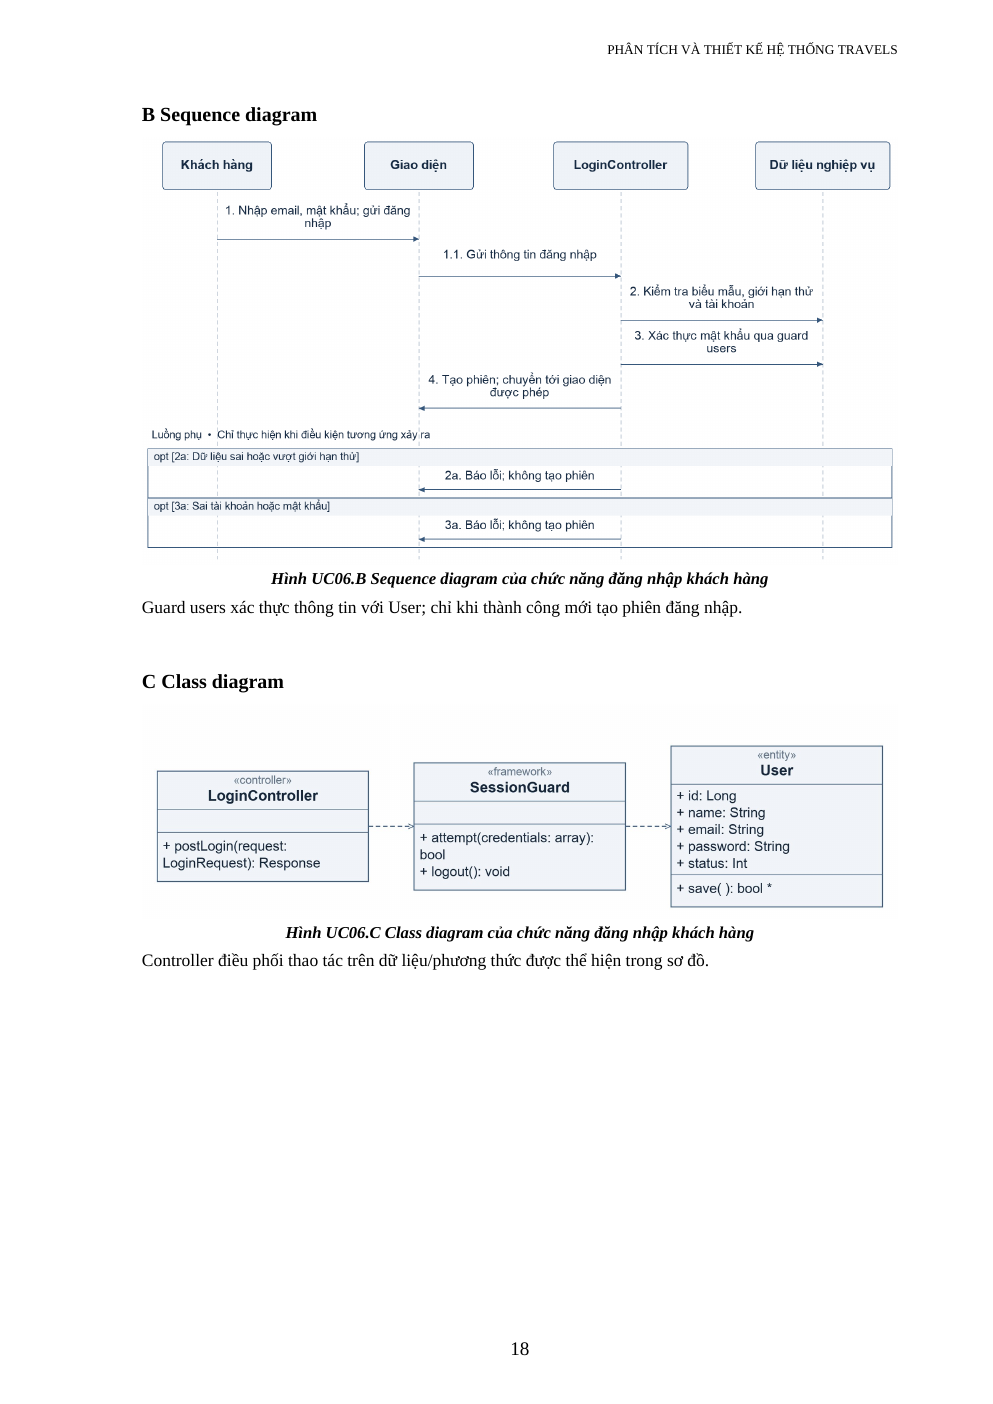 PHÂN TÍCH VÀ THIẾT KẾ HỆ THỐNG TRAVELS
B Sequence diagram
Khách hàng
Giao diện
LoginController
Dữ liệu nghiệp vụ
1. Nhập email, mật khẩu; gửi đăng
nhập
1.1. Gửi thông tin đăng nhập
2. Kiểm tra biểu mẫu, giới hạn thử
và tài khoản
3. Xác thực mật khẩu qua guard
users
4. Tạo phiên; chuyển tới giao diện
được phép
Luồng phụ • Chỉ thực hiện khi điều kiện tương ứng xảy ra
opt [2a: Dữ liệu sai hoặc vượt giới hạn thử]
2a. Báo lỗi; không tạo phiên
opt [3a: Sai tài khoản hoặc mật khẩu]
3a. Báo lỗi; không tạo phiên
Hình UC06.B Sequence diagram của chức năng đăng nhập khách hàng
Guard users xác thực thông tin với User; chỉ khi thành công mới tạo phiên đăng nhập.
C Class diagram
«controller»
LoginController
+ postLogin(request:
LoginRequest): Response
«framework»
SessionGuard
+ attempt(credentials: array):
bool
+ logout(): void
«entity»
User
+ id: Long
+ name: String
+ email: String
+ password: String
+ status: Int
+ save( ): bool *
Hình UC06.C Class diagram của chức năng đăng nhập khách hàng
Controller điều phối thao tác trên dữ liệu/phương thức được thể hiện trong sơ đồ.
18